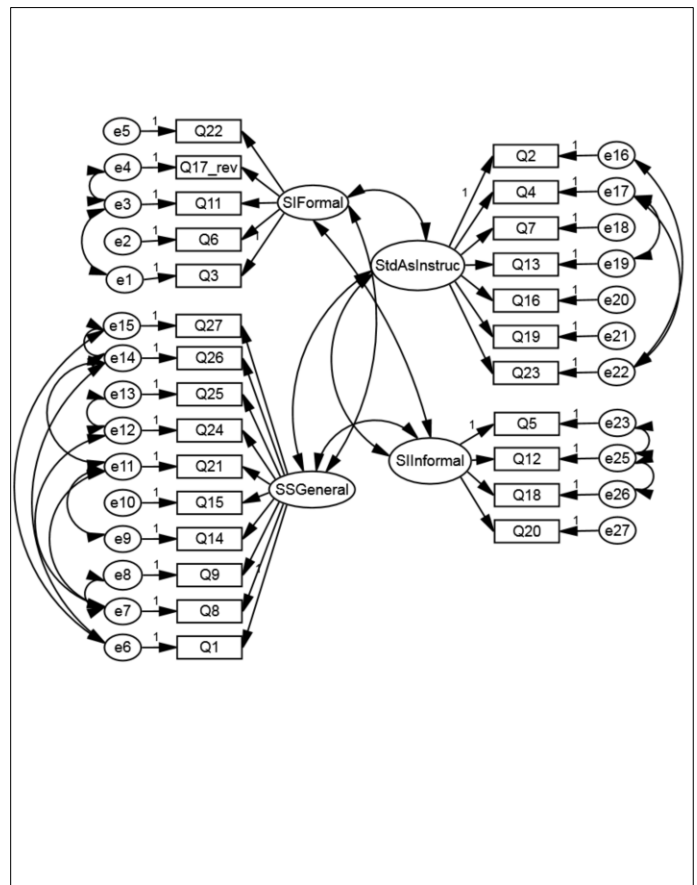 e5 1 Q22
e4 1 Q17_rev
e3 1 Q11
e2 1 Q6
e1 1 Q3
SIFormal
1
e15 1 Q27
e14 1 Q26
e13 1 Q25
e12 1 Q24
e11 1 Q21
e10 1 Q15
e9 1 Q14
e8 1 Q9
e7 1 Q8
e6 1 Q1
SSGeneral
1
StdAsInstruc
1
Q2 1 e16
Q4 1 e17
Q7 1 e18
Q13 1 e19
Q16 1 e20
Q19 1 e21
Q23 1 e22
SIInformal
1
Q5 1 e23
Q12 1 e25
Q18 1 e26
Q20 1 e27